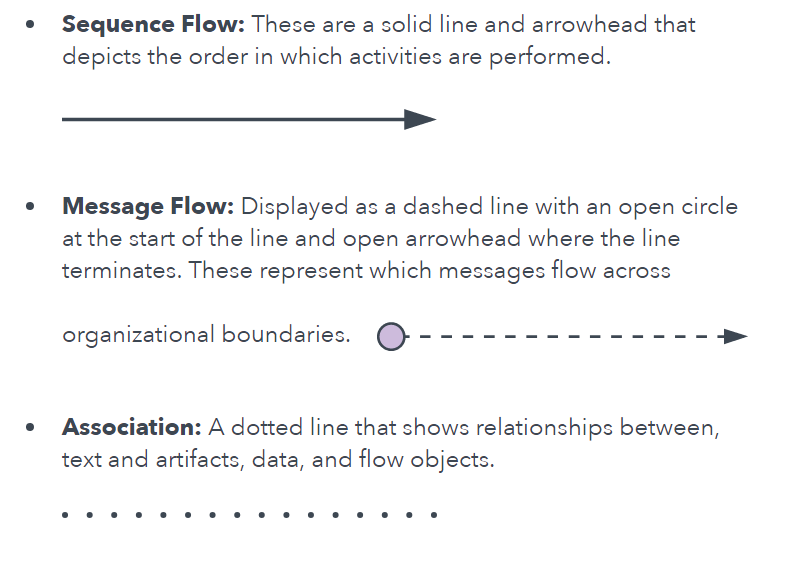 • Sequence Flow: These are a solid line and arrowhead that
depicts the order in which activities are performed.
• Message Flow: Displayed as a dashed line with an open circle
at the start of the line and open arrowhead where the line
terminates. These represent which messages flow across
organizational boundaries.
• Association: A dotted line that shows relationships between,
text and artifacts, data, and flow objects.